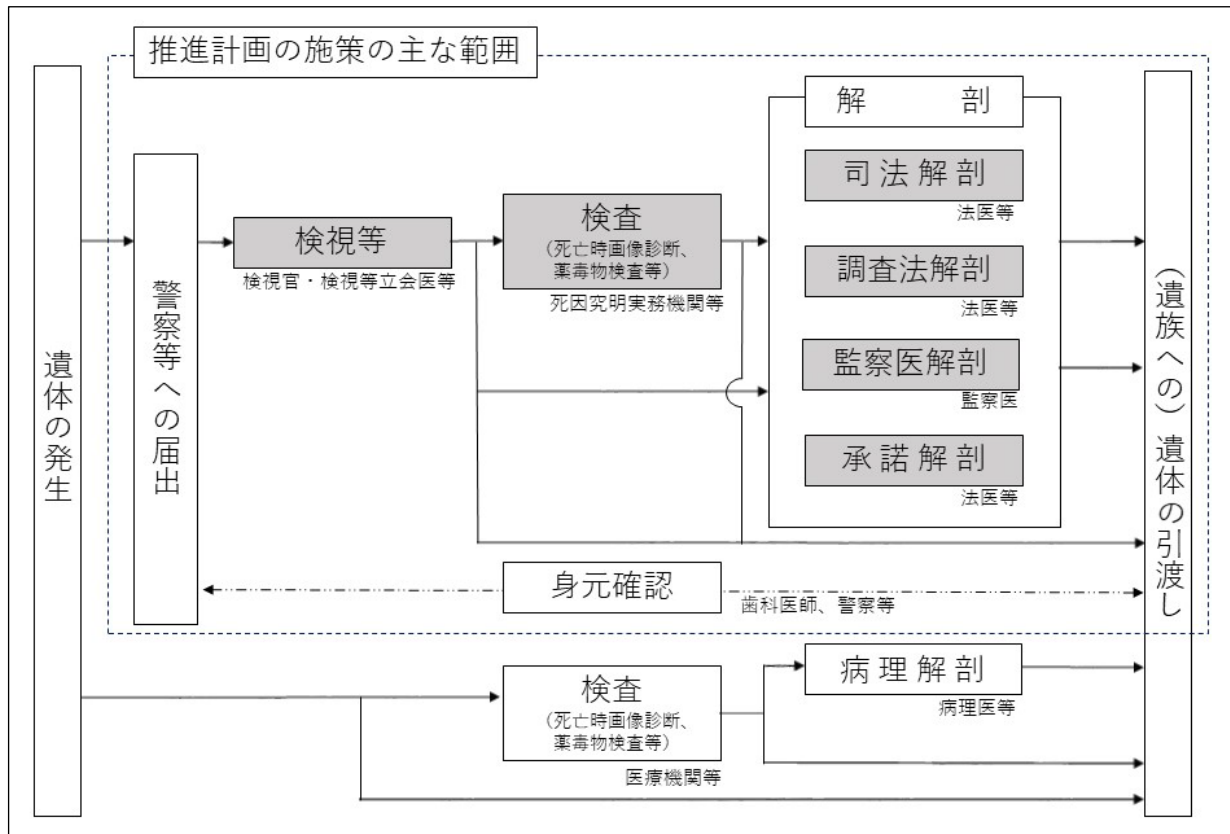 推進計画の施策の主な範囲
遺体の発生
警察等への届出
検視等
検視官・検視等立会医等
検査
（死亡時画像診断、
薬毒物検査等）
死因究明実務機関等
解　　剖
司法解剖
法医等
調査法解剖
法医等
監察医解剖
監察医
承諾解剖
法医等
身元確認
歯科医師、警察等
検査
（死亡時画像診断、
薬毒物検査等）
医療機関等
病理解剖
病理医等
（遺族への）遺体の引渡し